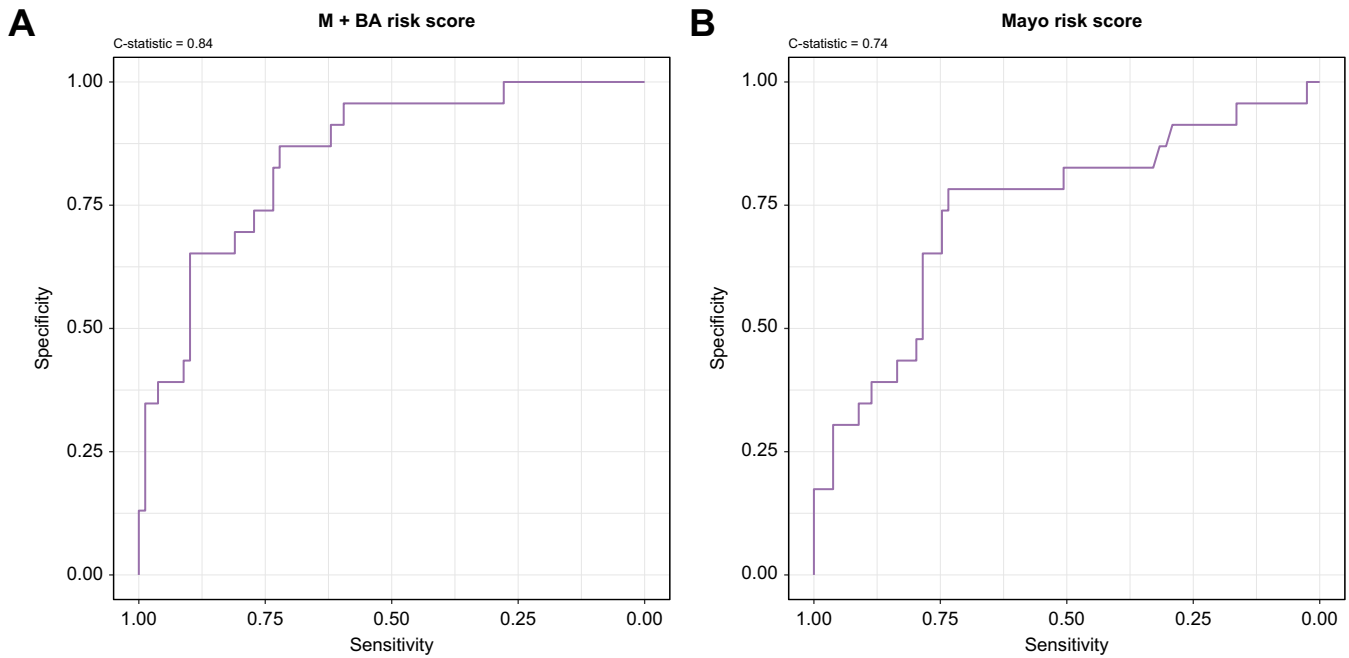 A
M + BA risk score
C-statistic = 0.84
1.00
0.75
0.50
0.25
0.00
Specificity
1.00 0.75 0.50 0.25 0.00
Sensitivity
B
Mayo risk score
C-statistic = 0.74
1.00
0.75
0.50
0.25
0.00
Specificity
1.00 0.75 0.50 0.25 0.00
Sensitivity